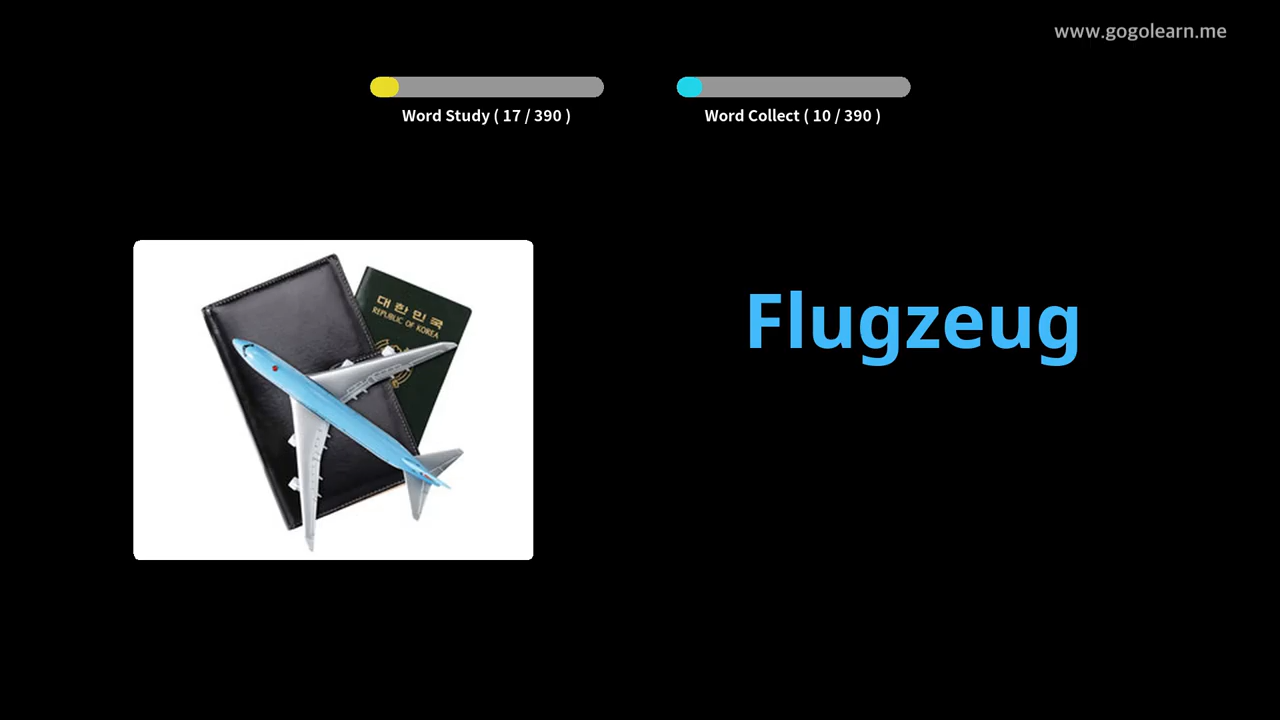 www.gogolearn.me
Word Study ( 17 / 390 )
Word Collect ( 10 / 390 )
대한민국
REPUBLIC OF KOREA
Flugzeug